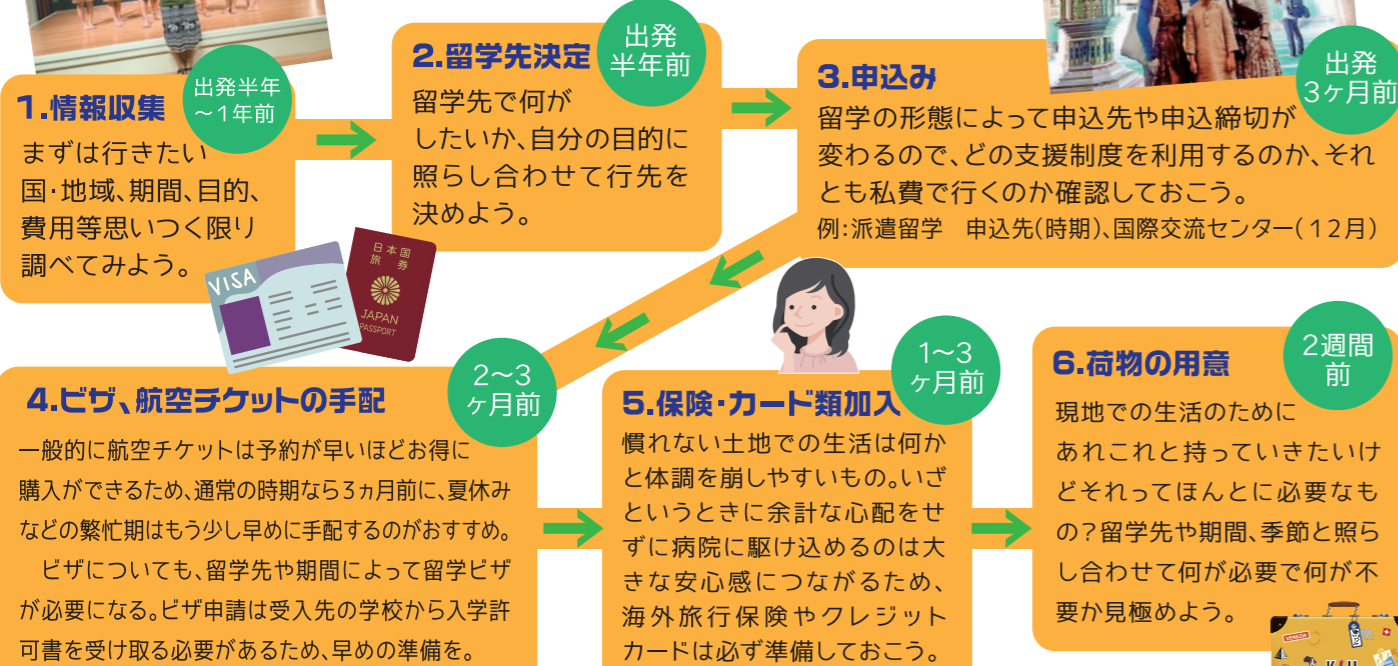 1.情報収集
出発半年
～1年前
まずは行きたい
国・地域、期間、目的、
費用等思いつく限り
調べてみよう。
2.留学先決定
出発
半年前
留学先で何が
したいか、自分の目的に
照らし合わせて行先を
決めよう。
3.申込み
出発
3ヶ月前
留学の形態によって申込先や申込締切が
変わるので、どの支援制度を利用するのか、それ
とも私費で行くのか確認しておこう。
例:派遣留学　申込先(時期)、国際交流センター(12月)
VISA
日本国
旅 券
JAPAN
PASSPORT
4.ビザ、航空チケットの手配
2～3
ヶ月前
一般的に航空チケットは予約が早いほどお得に
購入ができるため、通常の時期なら3ヵ月前に、夏休み
などの繁忙期はもう少し早めに手配するのがおすすめ。
　ビザについても、留学先や期間によって留学ビザ
が必要になる。ビザ申請は受入先の学校から入学許
可書を受け取る必要があるため、早めの準備を。
5.保険・カード類加入
1～3
ヶ月前
慣れない土地での生活は何か
と体調を崩しやすいもの。いざ
というときに余計な心配をせ
ずに病院に駆け込めるのは大
きな安心感につながるため、
海外旅行保険やクレジット
カードは必ず準備しておこう。
6.荷物の用意
2週間
前
現地での生活のために
あれこれと持っていきたいけ
どそれってほんとに必要なも
の?留学先や期間、季節と照ら
し合わせて何が必要で何が不
要か見極めよう。